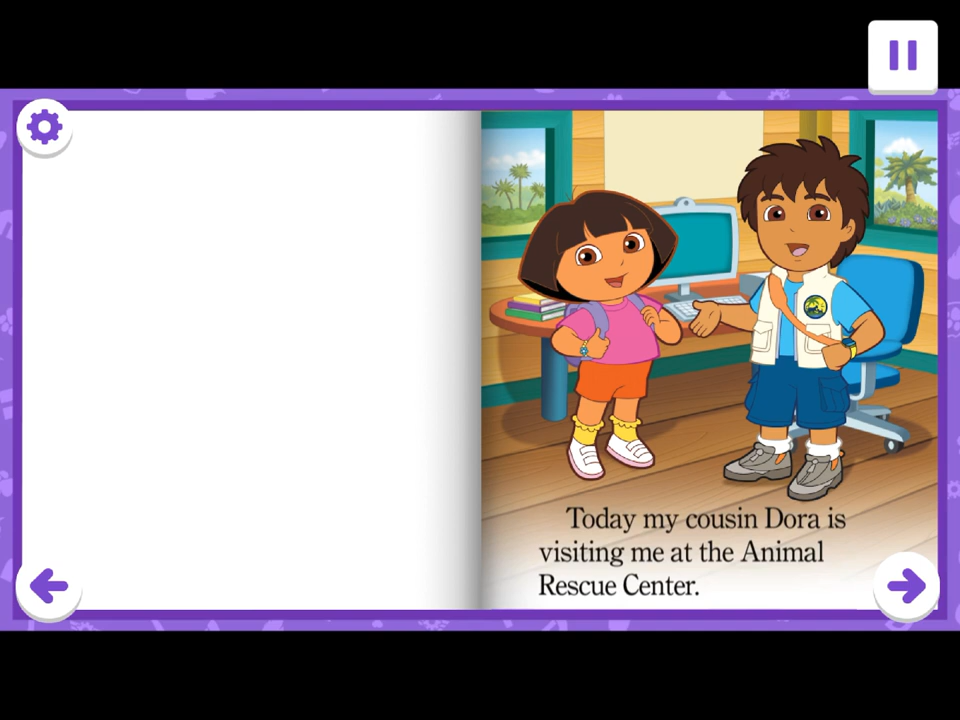 Today my cousin Dora is
visiting me at the Animal
Rescue Center.